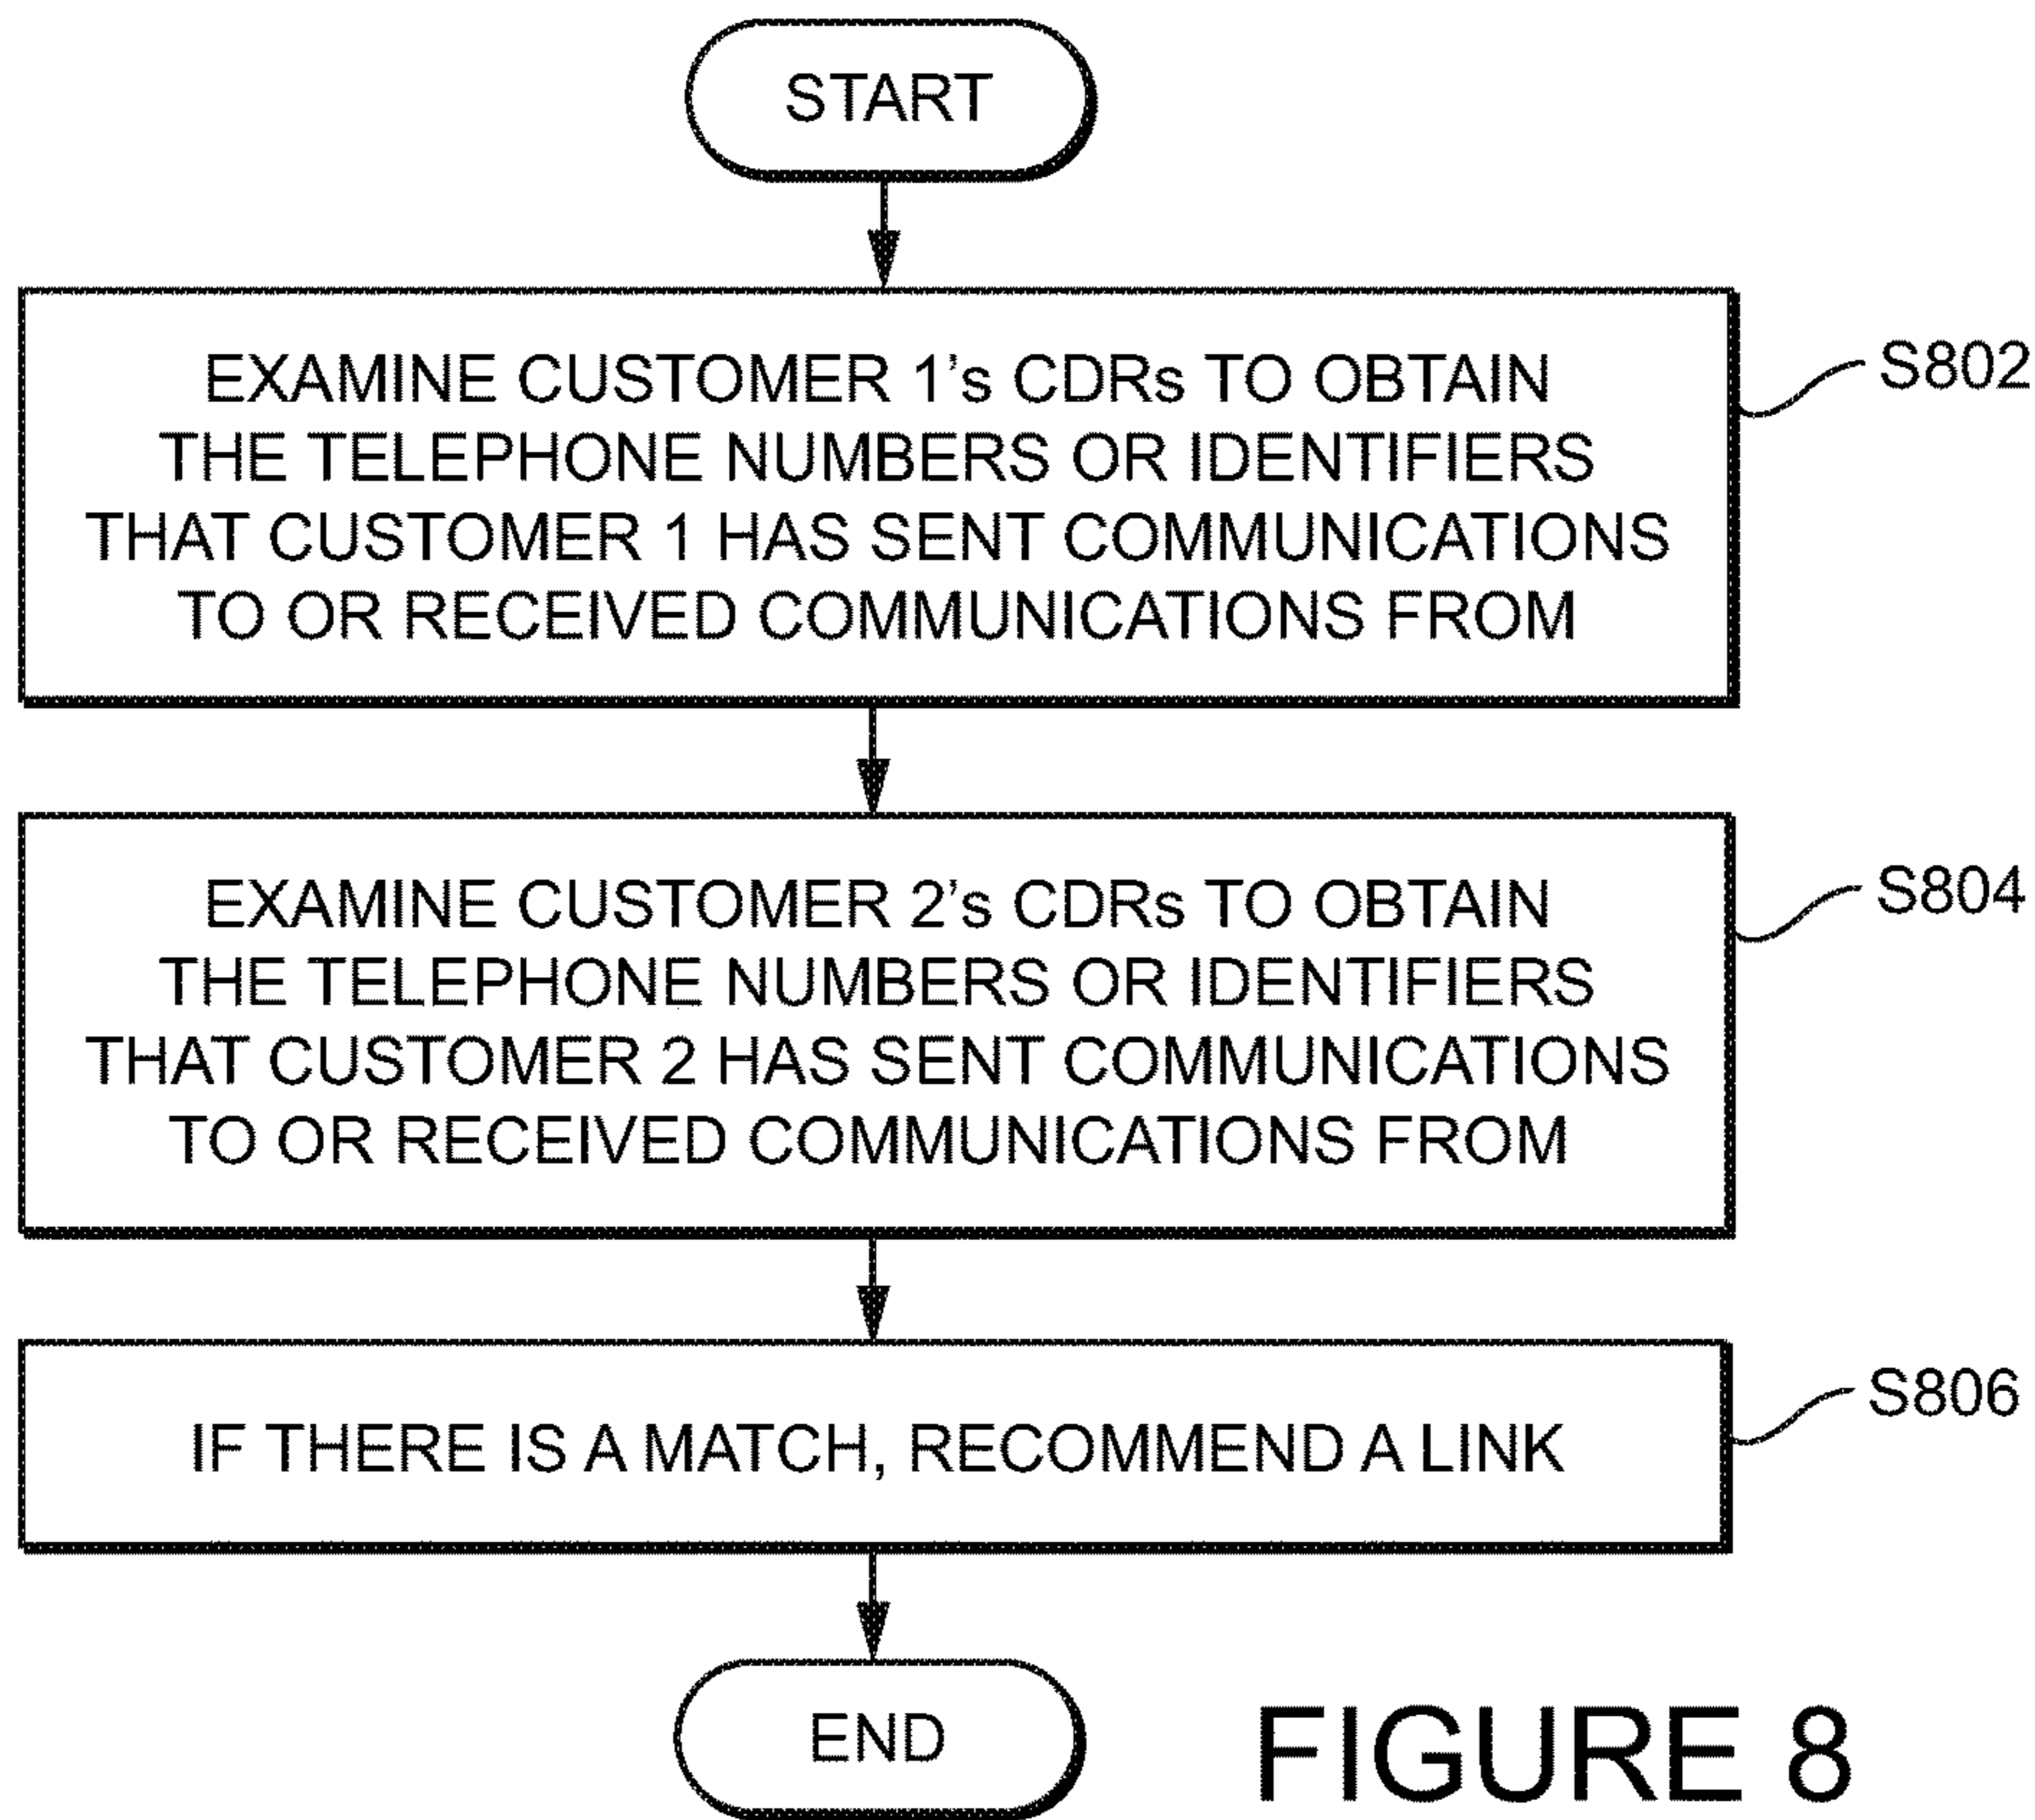 START
EXAMINE CUSTOMER 1's CDRs TO OBTAIN
THE TELEPHONE NUMBERS OR IDENTIFIERS
THAT CUSTOMER 1 HAS SENT COMMUNICATIONS
TO OR RECEIVED COMMUNICATIONS FROM
S802
EXAMINE CUSTOMER 2's CDRs TO OBTAIN
THE TELEPHONE NUMBERS OR IDENTIFIERS
THAT CUSTOMER 2 HAS SENT COMMUNICATIONS
TO OR RECEIVED COMMUNICATIONS FROM
S804
IF THERE IS A MATCH, RECOMMEND A LINK
S806
END
FIGURE 8